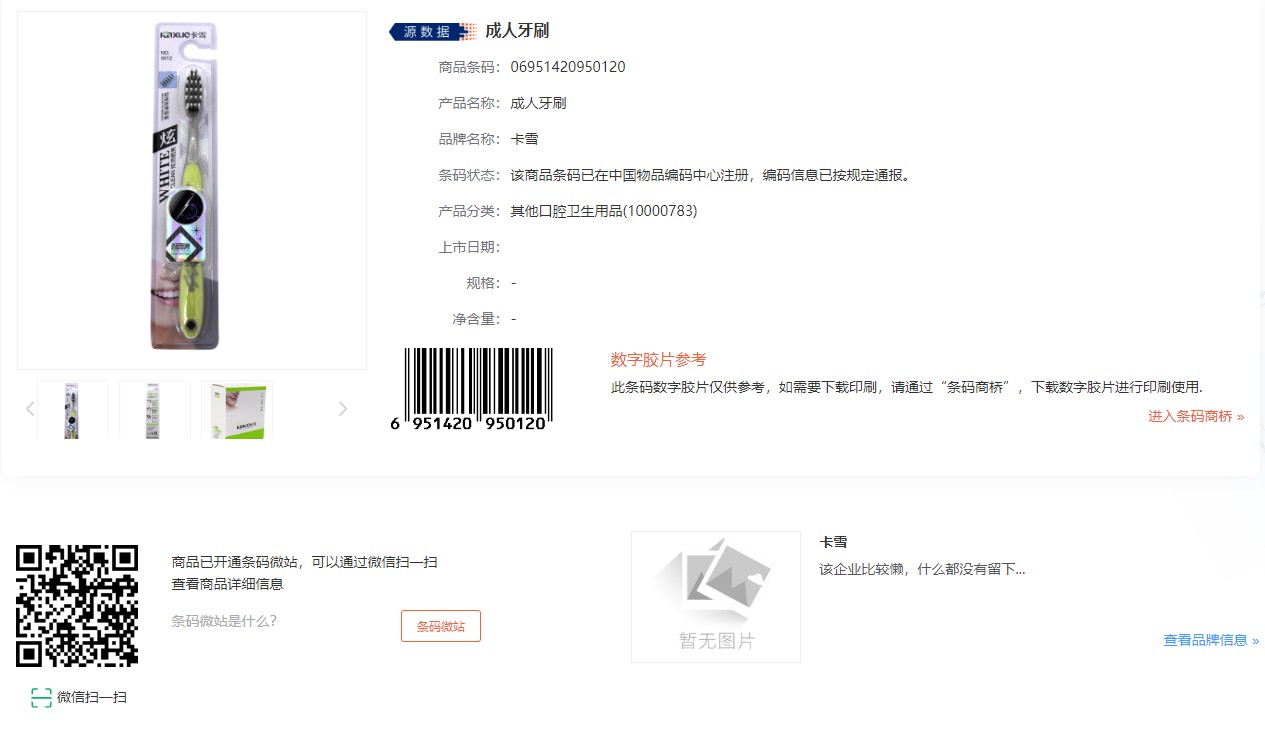 源数据 成人牙刷
商品条码： 06951420950120
产品名称： 成人牙刷
品牌名称： 卡雪
条码状态： 该商品条码已在中国物品编码中心注册，编码信息已按规定通报。
产品分类： 其他口腔卫生用品(10000783)
上市日期：
规格： -
净含量： -
kaxue卡雪
NO.
炫
WHITE
6 951420 950120
数字胶片参考
此条码数字胶片仅供参考，如需要下载印刷，请通过“条码商桥”，下载数字胶片进行印刷使用.
进入条码商桥 »
商品已开通条码微站，可以通过微信扫一扫
查看商品详细信息
条码微站是什么?
条码微站
微信扫一扫
暂无图片
卡雪
该企业比较懒，什么都没有留下...
查看品牌信息 »